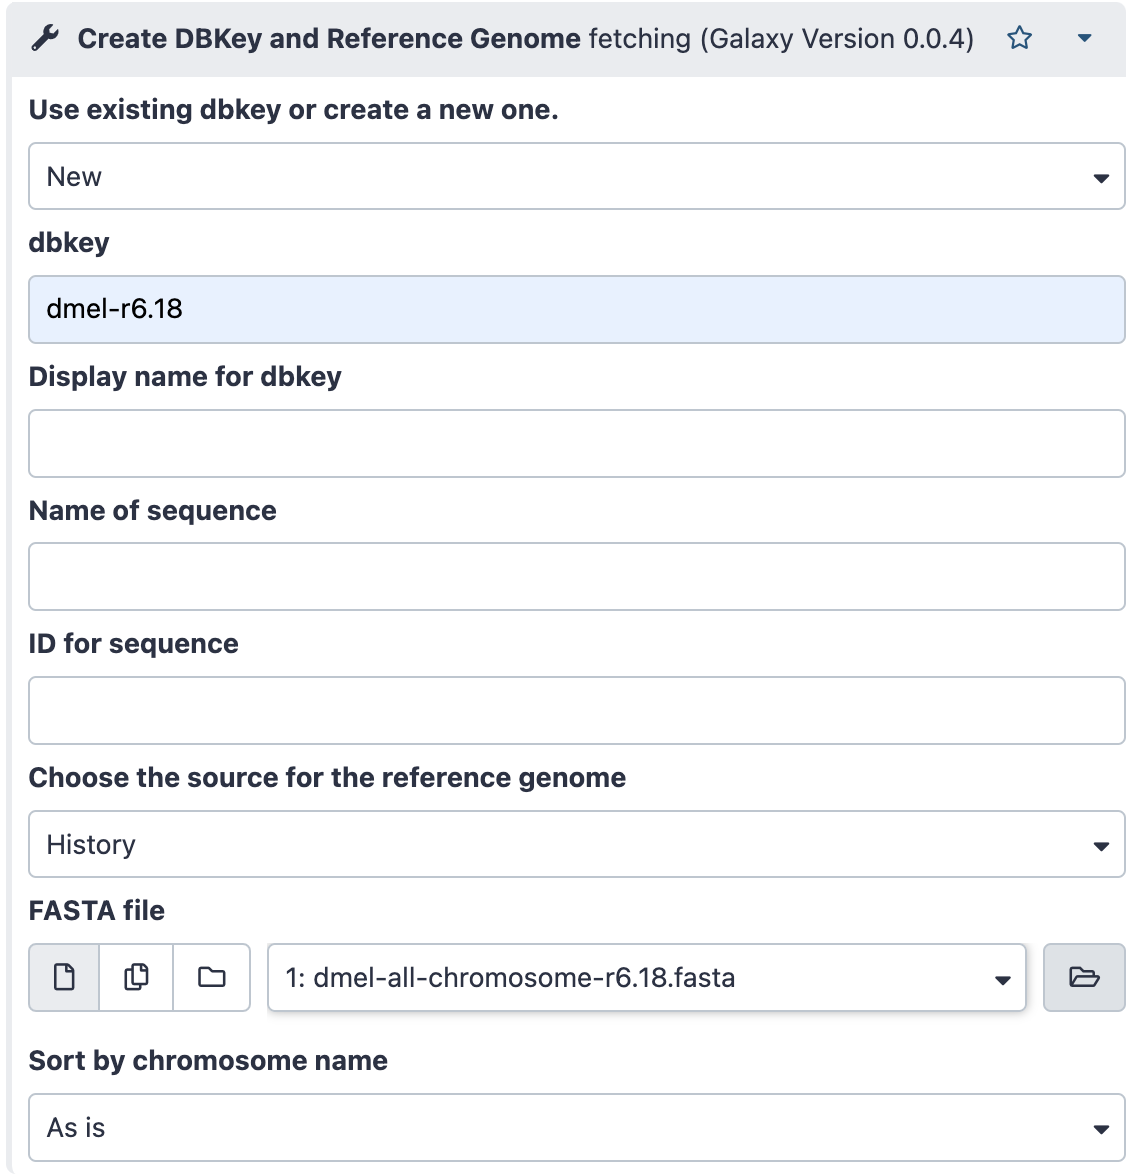 Create DBKey and Reference Genome fetching (Galaxy Version 0.0.4)
Use existing dbkey or create a new one.
New
dbkey
dmel-r6.18
Display name for dbkey
Name of sequence
ID for sequence
Choose the source for the reference genome
History
FASTA file
1: dmel-all-chromosome-r6.18.fasta
Sort by chromosome name
As is